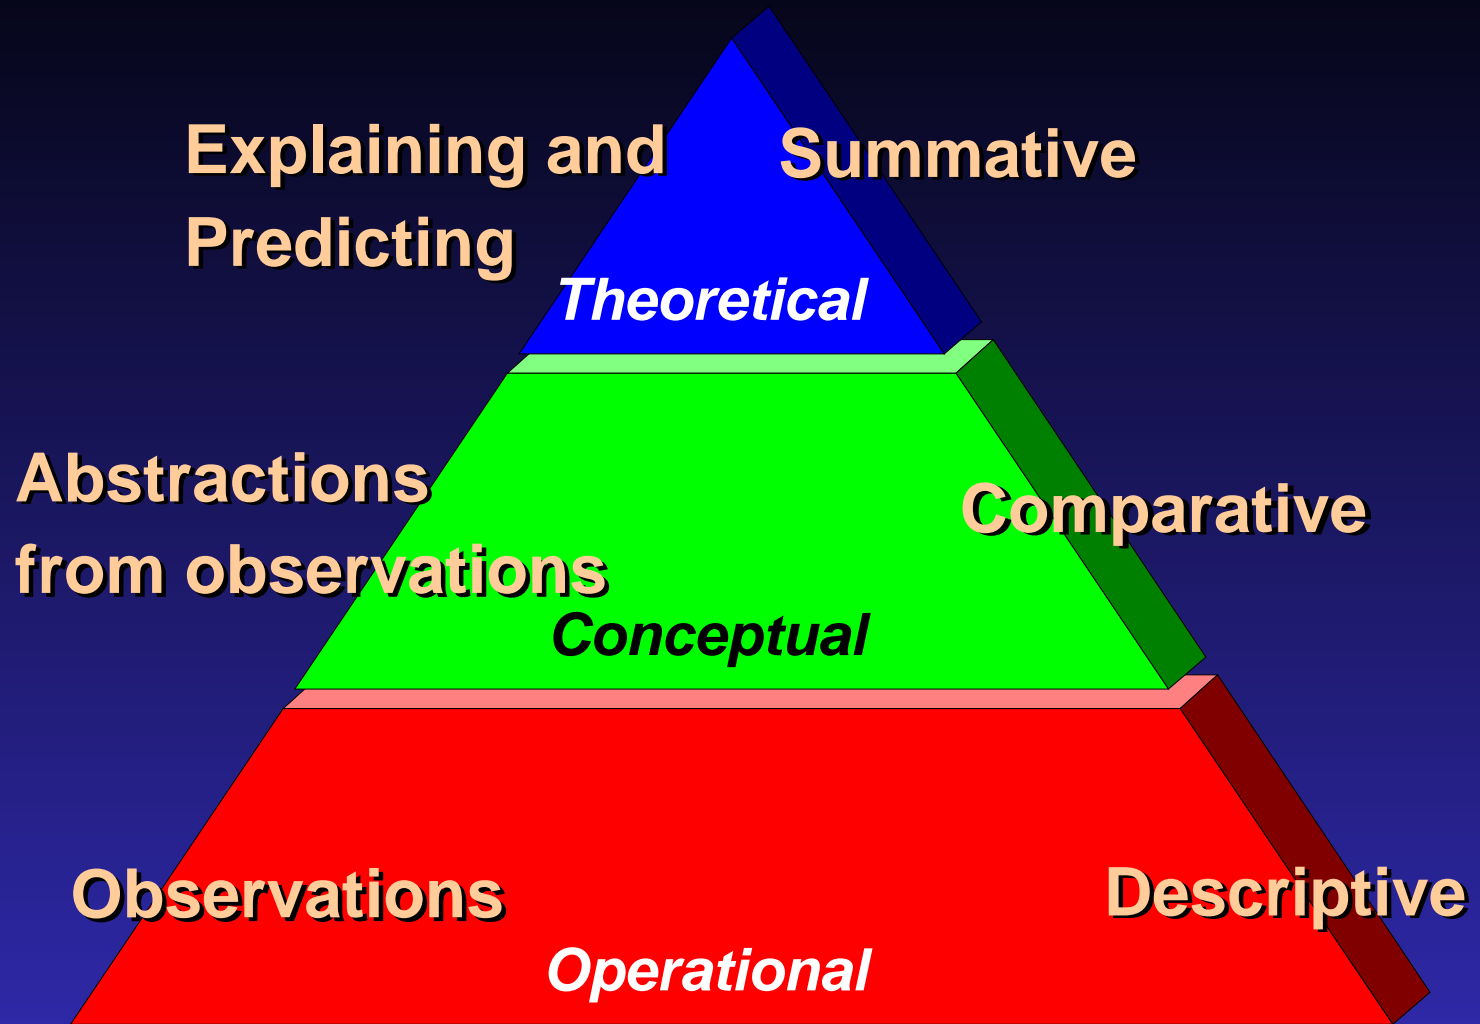 Explaining and
Predicting
Summative
Theoretical
Abstractions
from observations
Comparative
Conceptual
Observations
Descriptive
Operational